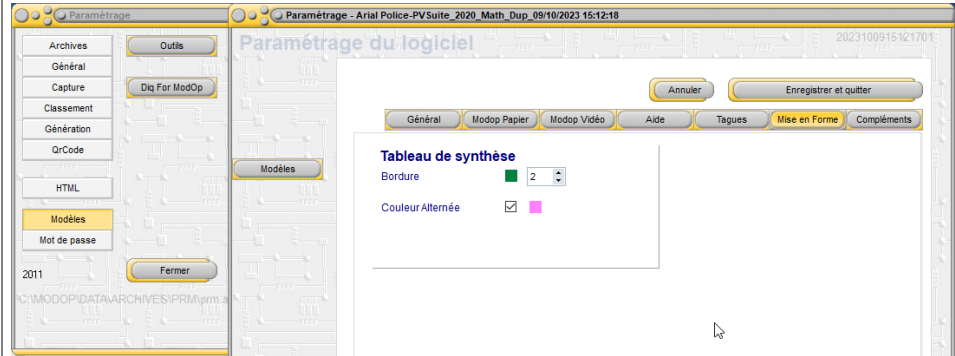 Paramétrage
Archives
Outils
Général
Capture
Diq For ModOp
Classement
Génération
QrCode
HTML
Modèles
Mot de passe
2011
Fermer
C:\MODOP\DATA\ARCHIVES\PRM\prm.a
Paramétrage - Arial Police-PVSuite_2020_Math_Dup_09/10/2023 15:12:18
Paramétrage du logiciel
2023100915121701
Annuler
Enregistrer et quitter
Général
Modop Papier
Modop Vidéo
Aide
Tagues
Mise en Forme
Compléments
Modèles
Tableau de synthèse
Bordure
2
Couleur Alternée